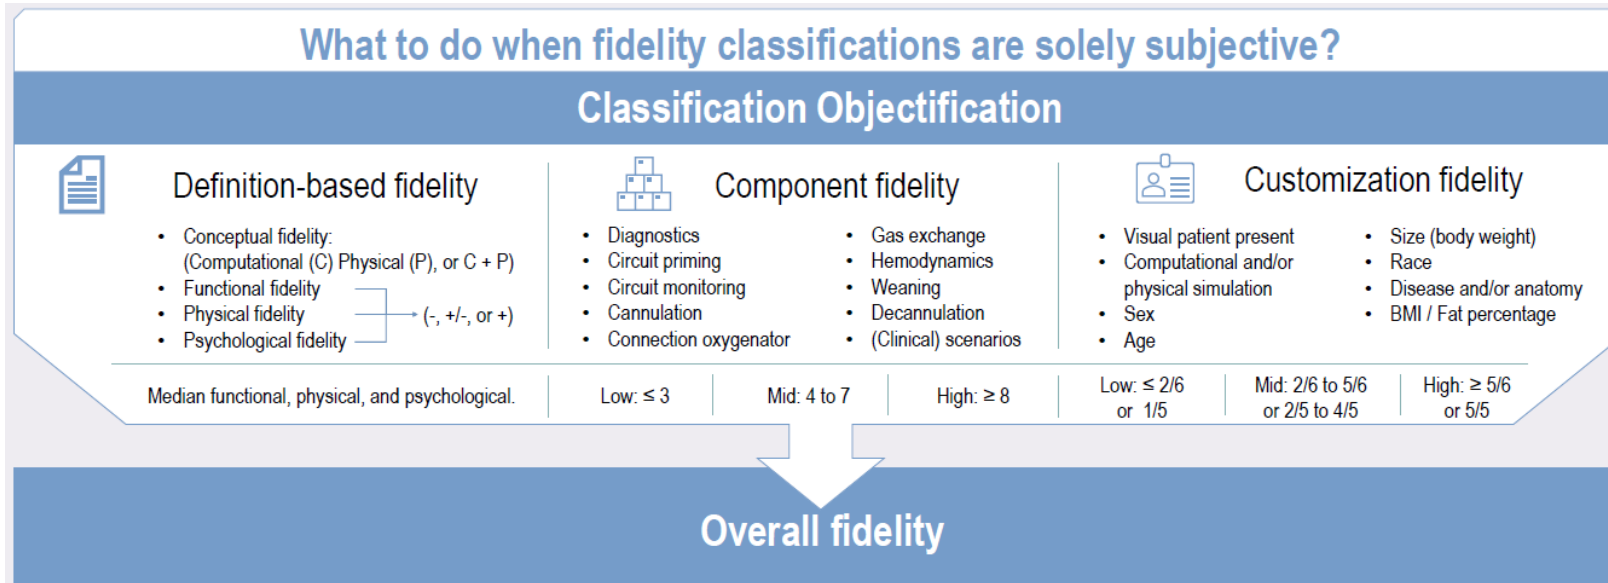 What to do when fidelity classifications are solely subjective?
Classification Objectification
Definition-based fidelity
• Conceptual fidelity:
(Computational (C) Physical (P), or C + P)
• Functional fidelity
• Physical fidelity
• Psychological fidelity
(-, +/-, or +)
Median functional, physical, and psychological.
Component fidelity
• Diagnostics
• Circuit priming
• Circuit monitoring
• Cannulation
• Connection oxygenator
• Gas exchange
• Hemodynamics
• Weaning
• Decannulation
• (Clinical) scenarios
Low: ≤ 3
Mid: 4 to 7
High: ≥ 8
Customization fidelity
• Visual patient present
• Computational and/or
physical simulation
• Sex
• Age
• Size (body weight)
• Race
• Disease and/or anatomy
• BMI / Fat percentage
Low: ≤ 2/6
or 1/5
Mid: 2/6 to 5/6
or 2/5 to 4/5
High: ≥ 5/6
or 5/5
Overall fidelity